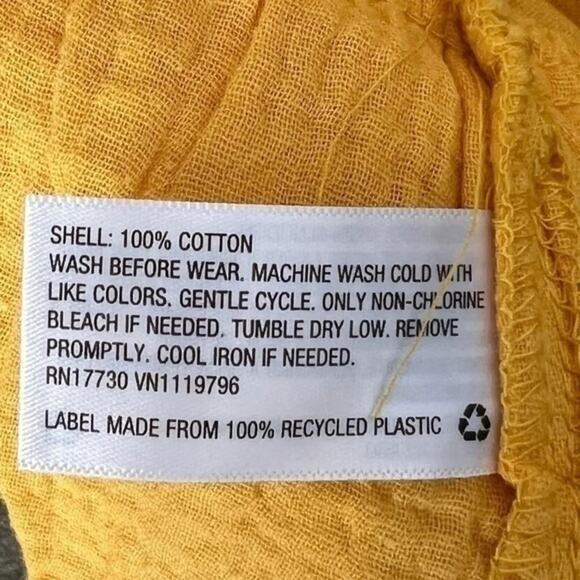 SHELL: 100% COTTON
WASH BEFORE WEAR. MACHINE WASH COLD WITH
LIKE COLORS. GENTLE CYCLE. ONLY NON-CHLORINE
BLEACH IF NEEDED. TUMBLE DRY LOW. REMOVE
PROMPTLY. COOL IRON IF NEEDED.
RN17730 VN1119796
LABEL MADE FROM 100% RECYCLED PLASTIC